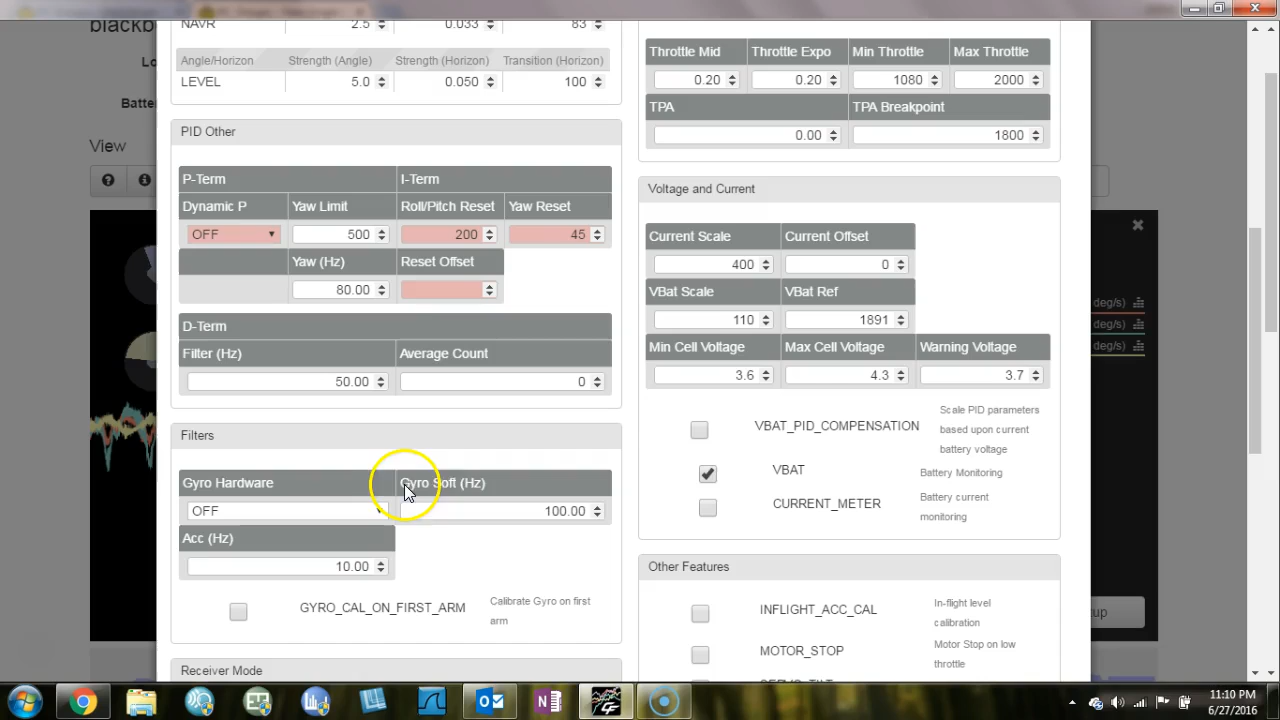 blackb
Lo
Batte
View
NAVR 2.5 0.033 83
Angle/Horizon Strength (Angle) Strength (Horizon) Transition (Horizon)
LEVEL 5.0 0.050 100
PID Other
P-Term I-Term
Dynamic P Yaw Limit Roll/Pitch Reset Yaw Reset
OFF 500 200 45
Yaw (Hz) Reset Offset
80.00
D-Term
Filter (Hz) Average Count
50.00 0
Filters
Gyro Hardware Gyro Soft (Hz)
OFF 100.00
Acc (Hz)
10.00
GYRO_CAL_ON_FIRST_ARM Calibrate Gyro on first
arm
Receiver Mode
Throttle Mid Throttle Expo Min Throttle Max Throttle
0.20 0.20 1080 2000
TPA TPA Breakpoint
0.00 1800
Voltage and Current
Current Scale Current Offset
400 0
VBat Scale VBat Ref
110 1891
Min Cell Voltage Max Cell Voltage Warning Voltage
3.6 4.3 3.7
VBAT_PID_COMPENSATION Scale PID parameters
based upon current
battery voltage
VBAT Battery Monitoring
CURRENT_METER Battery current
monitoring
Other Features
INFLIGHT_ACC_CAL In-flight level
calibration
MOTOR_STOP Motor Stop on low
throttle
deg/s)
deg/s)
deg/s)
up
11:10 PM
6/27/2016